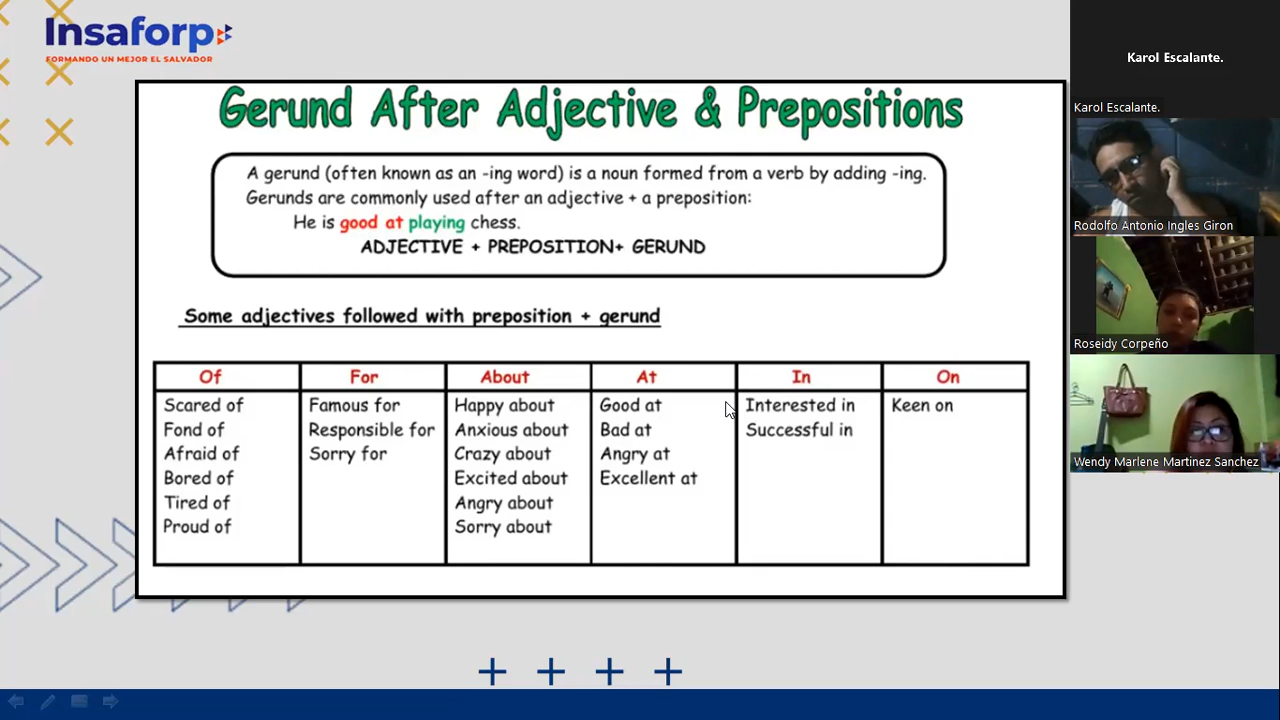 Insaforp
FORMANDO UN MEJOR EL SALVADOR
Gerund After Adjective & Prepositions
A gerund (often known as an -ing word) is a noun formed from a verb by adding -ing.
Gerunds are commonly used after an adjective + a preposition:
He is good at playing chess.
ADJECTIVE + PREPOSITION+ GERUND
Some adjectives followed with preposition + gerund
Of For About At In On
Scared of Famous for Happy about Good at Interested in Keen on
Fond of Responsible for Anxious about Bad at Successful in
Afraid of Sorry for Crazy about Angry at
Bored of Excited about Excellent at
Tired of Angry about
Proud of Sorry about
Karol Escalante.
Karol Escalante.
Rodolfo Antonio Ingles Giron
Roseidy Corpeño
Wendy Marlene Martinez Sanchez